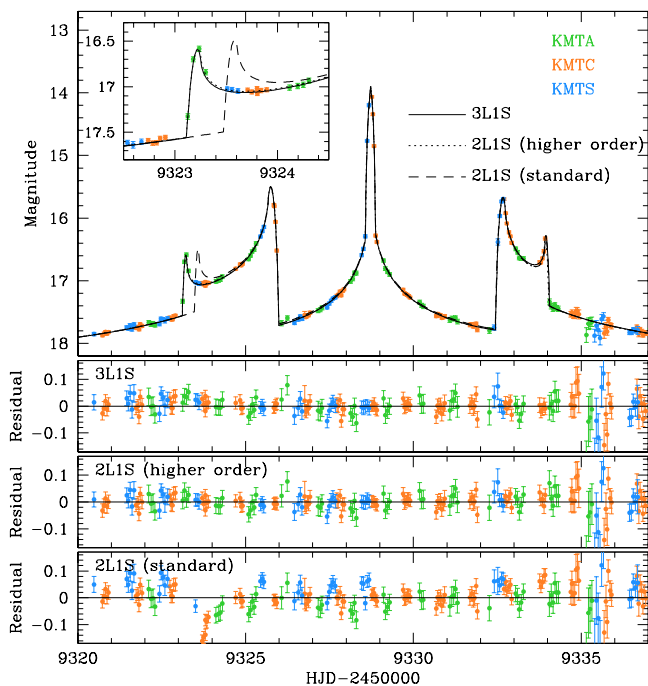 13
14
15
16
17
18
Magnitude
16.5
17
17.5
9323
9324
KMTA
KMTC
KMTS
3L1S
2L1S (higher order)
2L1S (standard)
3L1S
0.1
0
-0.1
Residual
2L1S (higher order)
0.1
0
-0.1
Residual
2L1S (standard)
0.1
0
-0.1
Residual
9320
9325
9330
9335
HJD-2450000